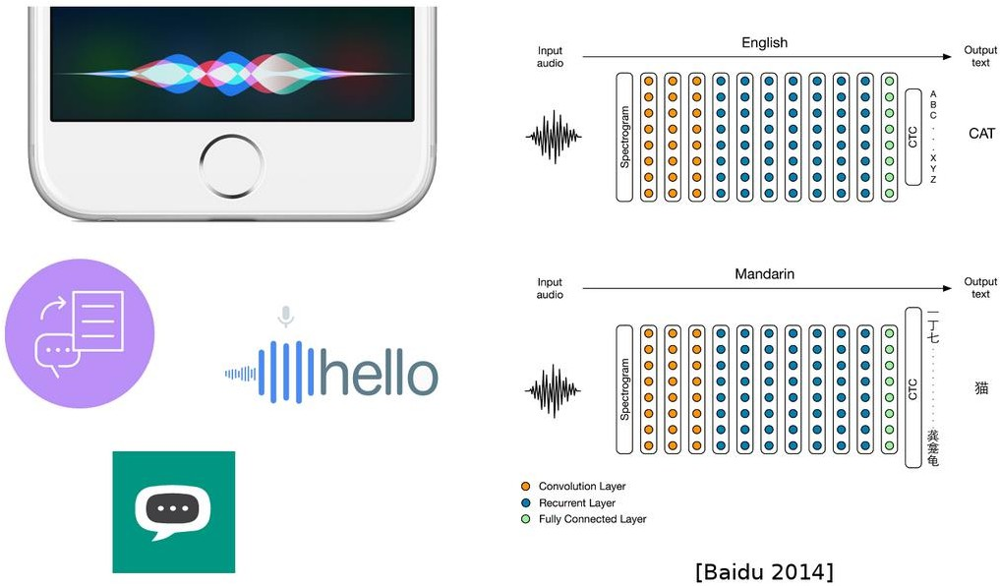 hello
English
Input
audio
Output
text
Spectrogram
CTC
A
B
C
.
.
.
X
Y
Z
CAT
Mandarin
Input
audio
Output
text
Spectrogram
CTC
一
丁
七
龚
龛
龟
猫
Convolution Layer
Recurrent Layer
Fully Connected Layer
[Baidu 2014]